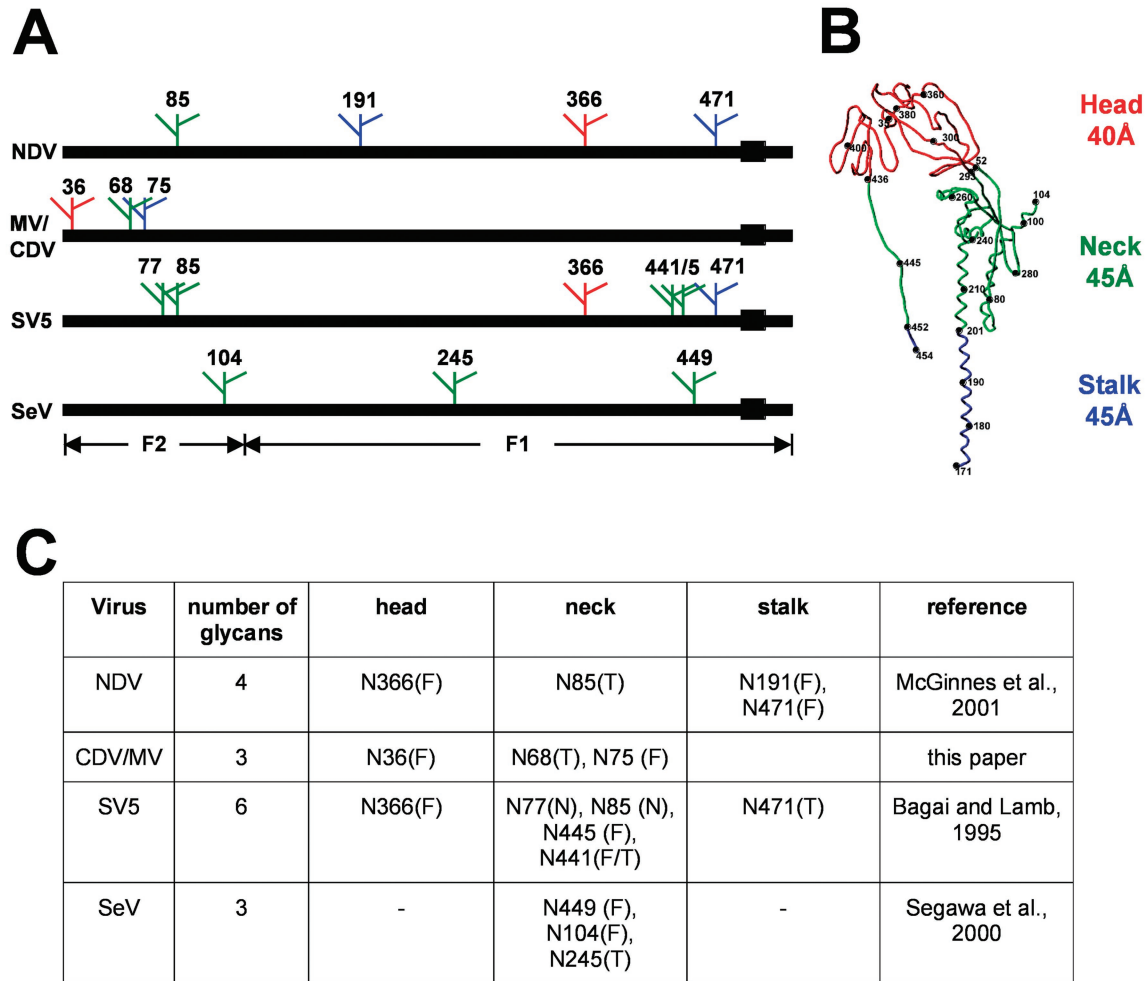 A
85 191 366 471
NDV
36 68 75
MV/
CDV
77 85 366 441/5 471
SV5
104 245 449
SeV
F2 F1
B
360
380
35
300
400
52
293
436
260
104
100
240
445
280
210
80
452
201
454
190
180
171
Head
40Å
Neck
45Å
Stalk
45Å
C
Virus number of glycans head neck stalk reference
NDV 4 N366(F) N85(T) N191(F), N471(F) McGinnes et al., 2001
CDV/MV 3 N36(F) N68(T), N75 (F) this paper
SV5 6 N366(F) N77(N), N85 (N), N445 (F), N441(F/T) N471(T) Bagai and Lamb, 1995
SeV 3 - N449 (F), N104(F), N245(T) - Segawa et al., 2000